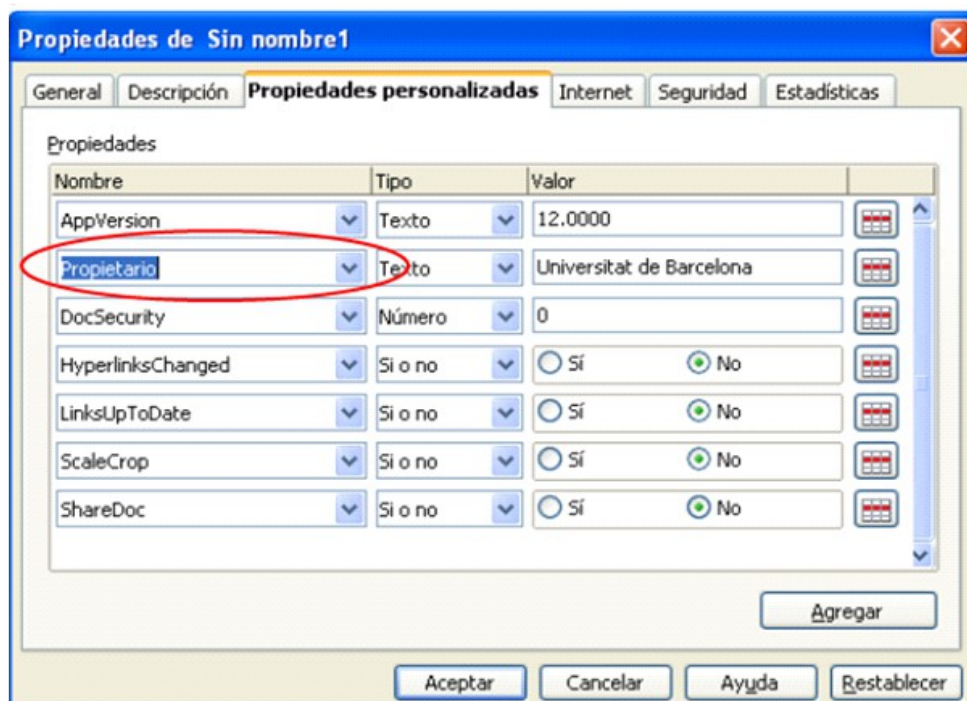 Propiedades de Sin nombre1
General Descripción Propiedades personalizadas Internet Seguridad Estadísticas
Propiedades
Nombre Tipo Valor
AppVersion Texto 12.0000
Propietario Texto Universitat de Barcelona
DocSecurity Número 0
HyperlinksChanged Si o no Sí No
LinksUpToDate Si o no Sí No
ScaleCrop Si o no Sí No
ShareDoc Si o no Sí No
Agregar
Aceptar Cancelar Ayuda Restablecer